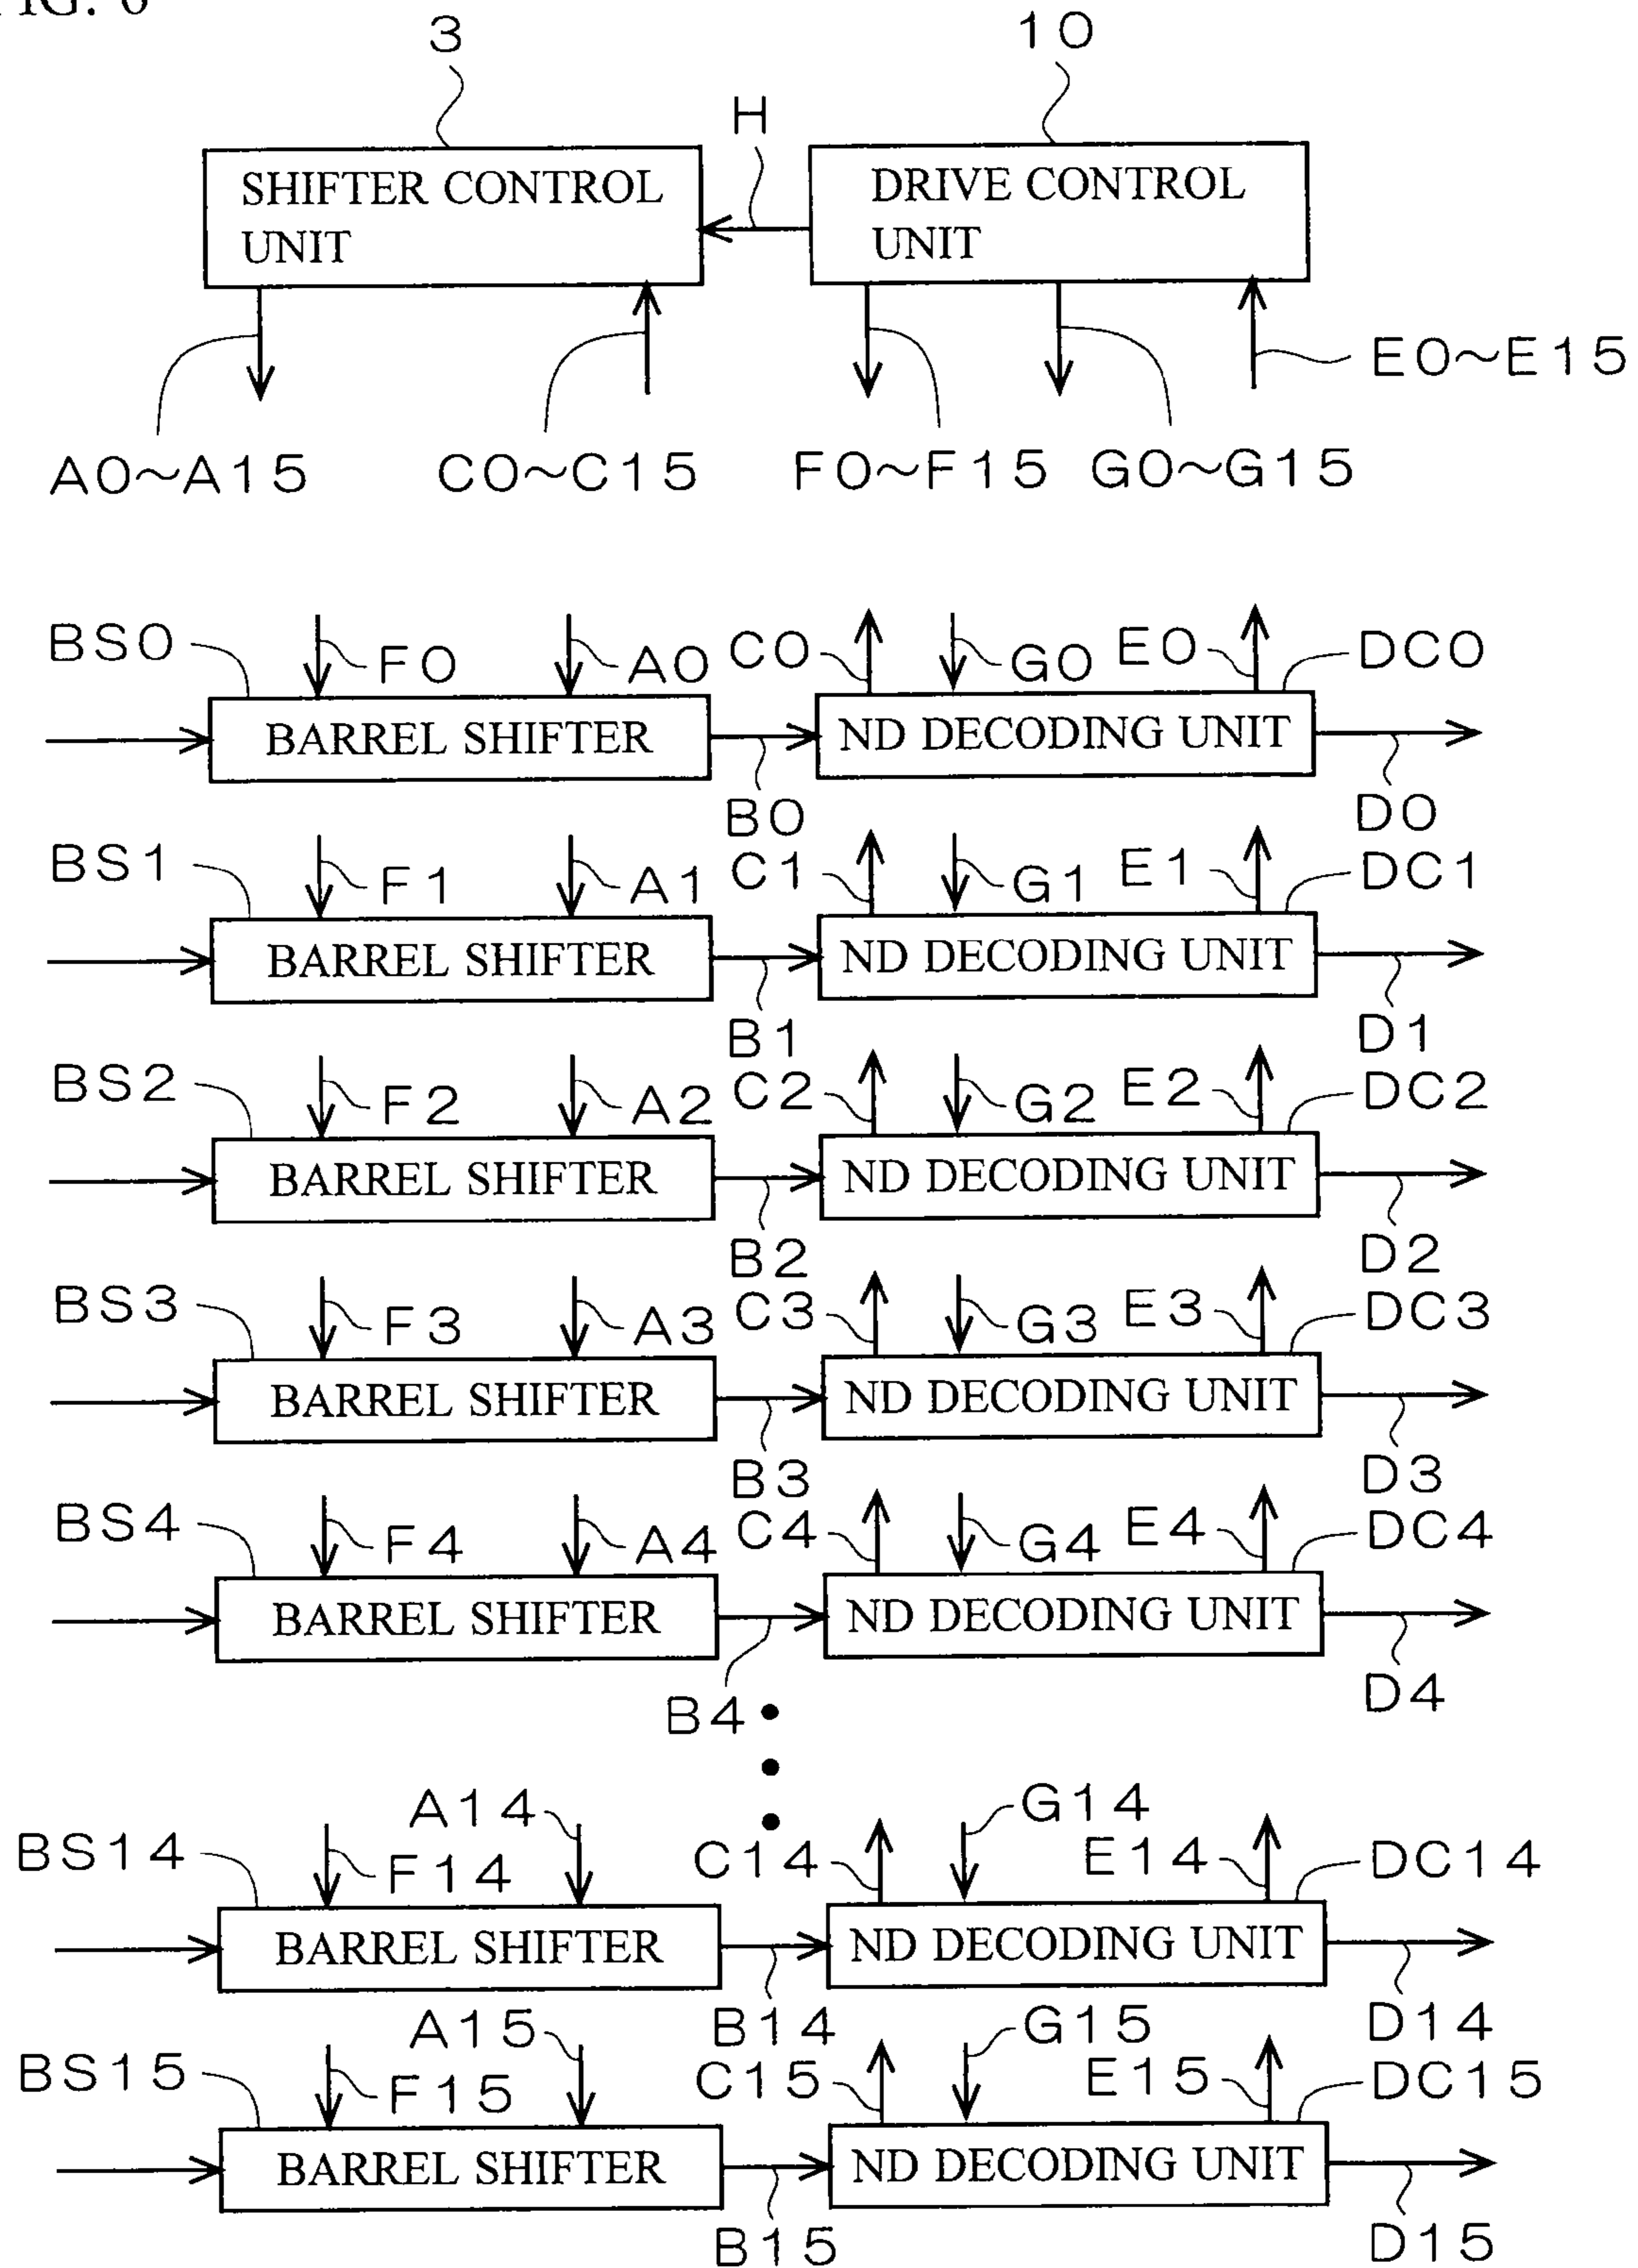 FIG. 6
3
10
H
SHIFTER CONTROL
UNIT
DRIVE CONTROL
UNIT
E0~E15
A0~A15
C0~C15
F0~F15
G0~G15
BS0
F0
A0
C0
G0
E0
DC0
BARREL SHIFTER
ND DECODING UNIT
B0
D0
BS1
F1
A1
C1
G1
E1
DC1
BARREL SHIFTER
ND DECODING UNIT
B1
D1
BS2
F2
A2
C2
G2
E2
DC2
BARREL SHIFTER
ND DECODING UNIT
B2
D2
BS3
F3
A3
C3
G3
E3
DC3
BARREL SHIFTER
ND DECODING UNIT
B3
D3
BS4
F4
A4
C4
G4
E4
DC4
BARREL SHIFTER
ND DECODING UNIT
B4
D4
BS14
F14
A14
C14
G14
E14
DC14
BARREL SHIFTER
ND DECODING UNIT
B14
D14
BS15
F15
A15
C15
G15
E15
DC15
BARREL SHIFTER
ND DECODING UNIT
B15
D15